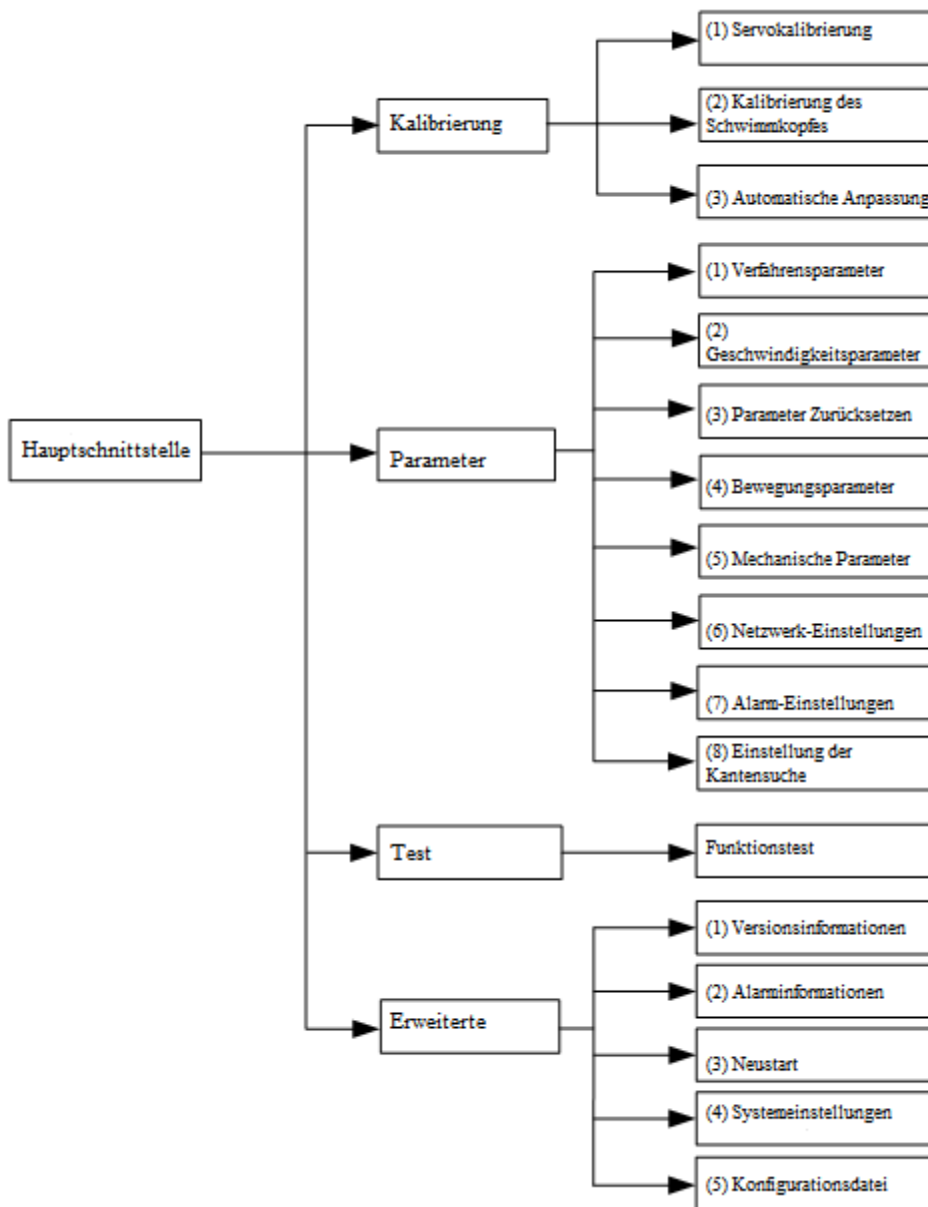 Hauptschnittstelle
Kalibrierung
(1) Servokalibrierung
(2) Kalibrierung des
Schwimmkopfes
(3) Automatische Anpassung
Parameter
(1) Verfahrensparameter
(2)
Geschwindigkeitsparameter
(3) Parameter Zurücksetzen
(4) Bewegungsparameter
(5) Mechanische Parameter
(6) Netzwerk-Einstellungen
(7) Alarm-Einstellungen
(8) Einstellung der
Kantensuche
Test
Funktionstest
Erweiterte
(1) Versionsinformationen
(2) Alarminformationen
(3) Neustart
(4) Systemeinstellungen
(5) Konfigurationsdatei